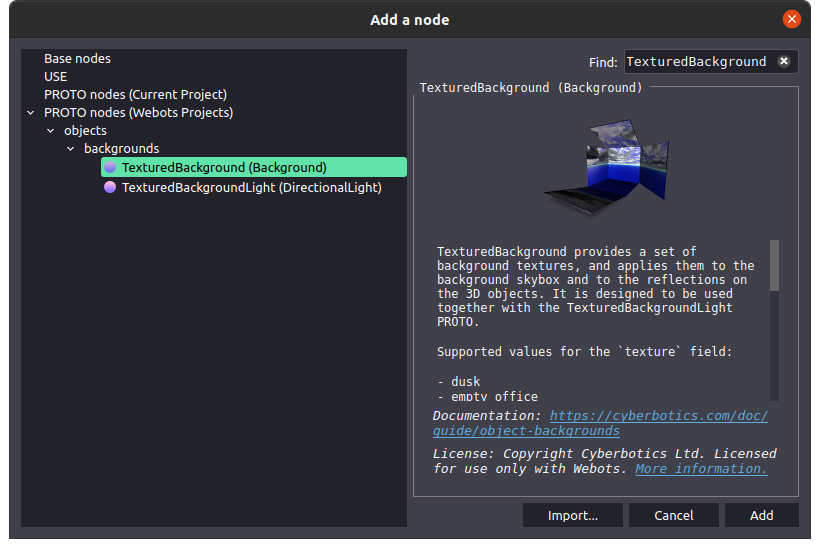 Add a node
Base nodes
USE
PROTO nodes (Current Project)
PROTO nodes (Webots Projects)
objects
backgrounds
TexturedBackground (Background)
TexturedBackgroundLight (DirectionalLight)
Find: TexturedBackground
TexturedBackground (Background)
TexturedBackground provides a set of
background textures, and applies them to the
background skybox and to the reflections on
the 3D objects. It is designed to be used
together with the TexturedBackgroundLight
PROTO.
Supported values for the `texture` field:
- dusk
- empty office
Documentation: https://cyberbotics.com/doc/
guide/object-backgrounds
License: Copyright Cyberbotics Ltd. Licensed
for use only with Webots. More information.
Import... Cancel Add